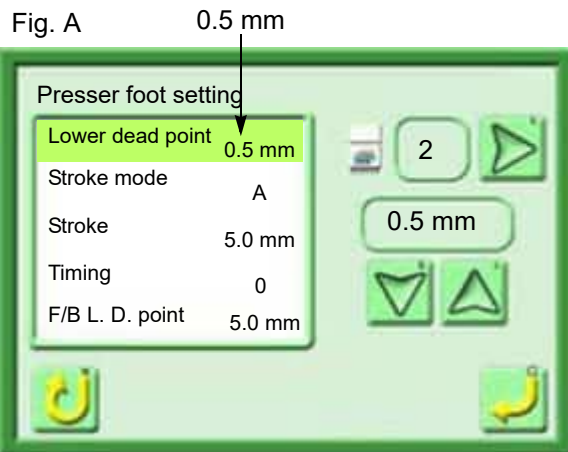 Fig. A
0.5 mm
Presser foot setting
Lower dead point 0.5 mm
Stroke mode A
Stroke 5.0 mm
Timing 0
F/B L. D. point 5.0 mm
2
0.5 mm